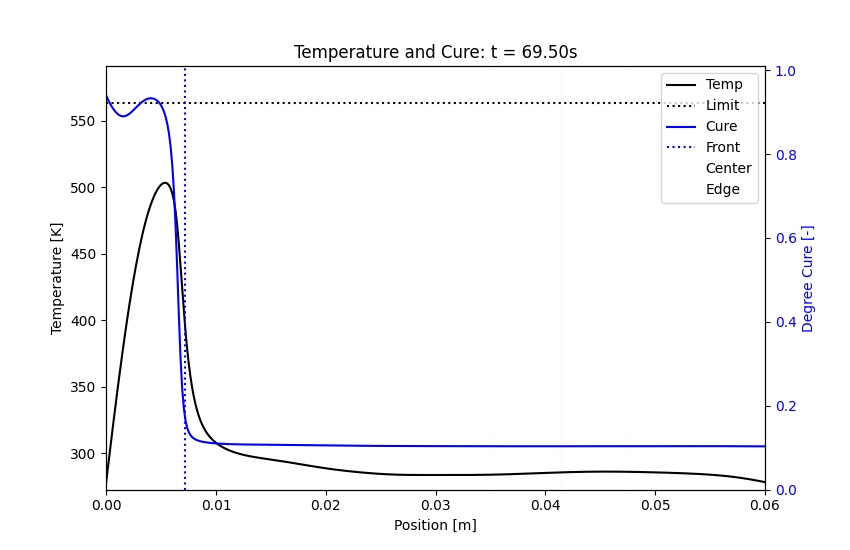 Temperature and Cure: t = 69.50s
Temp
Limit
Cure
Front
Center
Edge
550
500
450
400
350
300
Temperature [K]
1.0
0.8
0.6
0.4
0.2
0.0
Degree Cure [-]
0.00 0.01 0.02 0.03 0.04 0.05 0.06
Position [m]